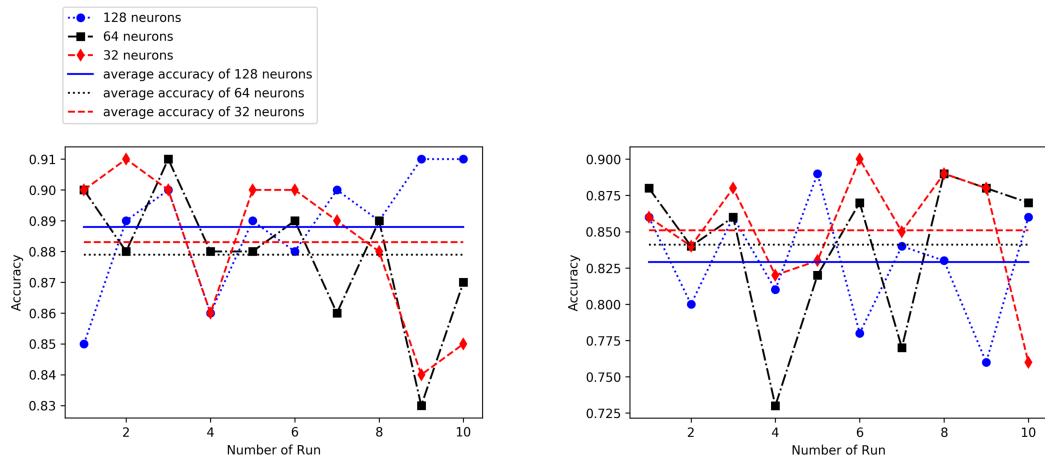 128 neurons
64 neurons
32 neurons
average accuracy of 128 neurons
average accuracy of 64 neurons
average accuracy of 32 neurons
0.91
0.90
0.89
0.88
0.87
0.86
0.85
0.84
0.83
Accuracy
2 4 6 8 10
Number of Run
0.900
0.875
0.850
0.825
0.800
0.775
0.750
0.725
Accuracy
2 4 6 8 10
Number of Run